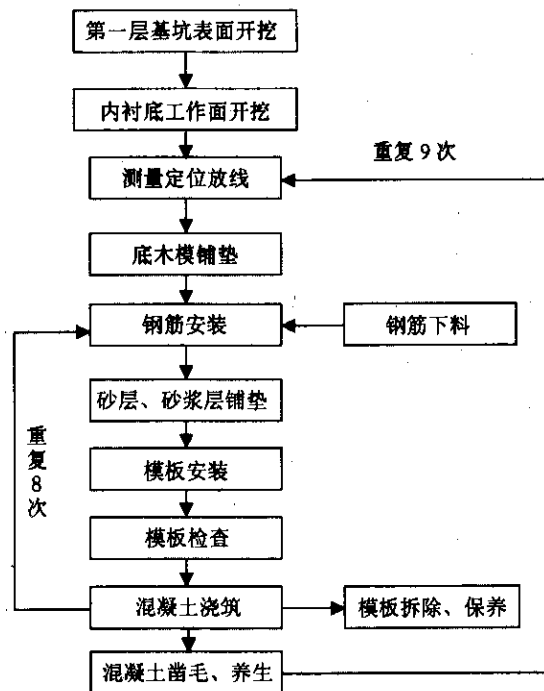 第一层基坑表面开挖
内衬底工作面开挖
重复9次
测量定位放线
底木模铺垫
钢筋安装
钢筋下料
砂层、砂浆层铺垫
重复8次
模板安装
模板检查
混凝土浇筑
模板拆除、保养
混凝土凿毛、养生